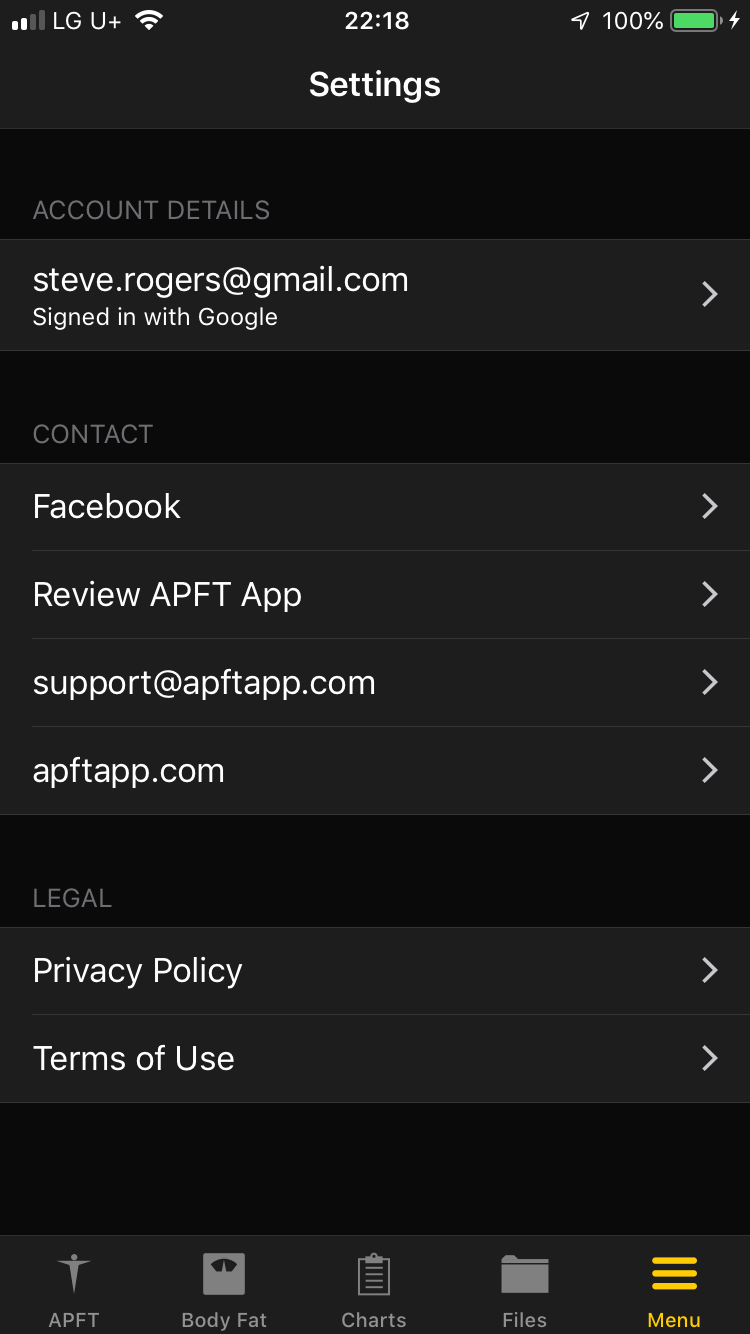 LG U+ 22:18 100%
Settings
ACCOUNT DETAILS
steve.rogers@gmail.com
Signed in with Google
CONTACT
Facebook
Review APFT App
support@apftapp.com
apftapp.com
LEGAL
Privacy Policy
Terms of Use
APFT Body Fat Charts Files Menu